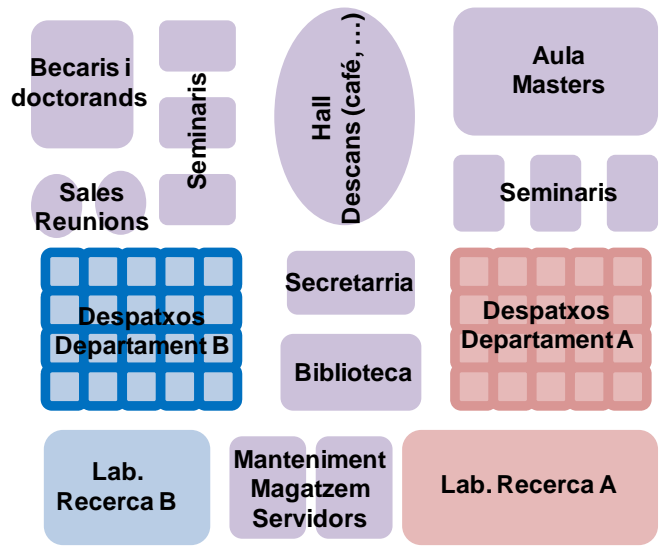 Becaris i
doctorands
Seminaris
Hall
Descans (café, …)
Aula
Masters
Sales
Reunions
Seminaris
Secretarria
Despatxos
Departament B
Despatxos
Departament A
Biblioteca
Lab.
Recerca B
Manteniment
Magatzem
Servidors
Lab. Recerca A